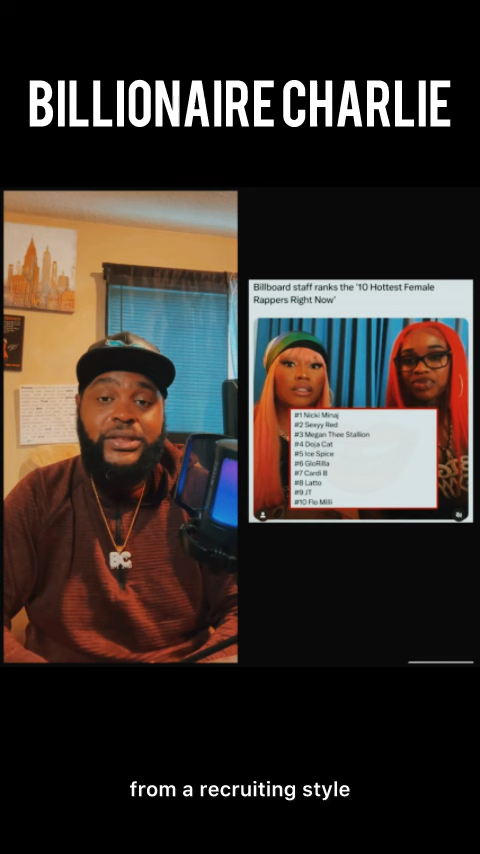 BILLIONAIRE CHARLIE
Billboard staff ranks the '10 Hottest Female
Rappers Right Now'
#1 Nicki Minaj
#2 Sexyy Red
#3 Megan Thee Stallion
#4 Doja Cat
#5 Ice Spice
#6 GloRilla
#7 Cardi B
#8 Latto
#9 JT
#10 Flo Milli
BC
from a recruiting style